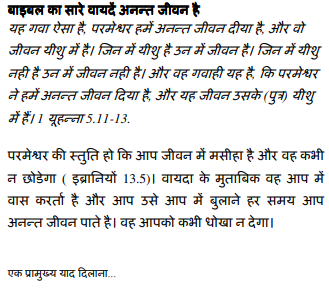 बाइबल का सारे वायदें अनन्त जीवन है
यह गवा ऐसा है, परमेश्वर हमें अनन्त जीवन दीया है, और वो
जीवन यीशु में है। जिन में यीशु है उन में जीवन है। जिन में यीशु
नही है उन में जीवन नही है। और वह गवाही यह है, कि परमेश्वर
ने हमें अनन्त जीवन दिया है, और यह जीवन उसके (पुत्र) यीशु
में हैं। 1 यूहन्ना 5.11-13.
परमेश्वर की स्तुति हो कि आप जीवन में मसीहा है और वह कभी
न छोडेगा ( इब्रानियों 13.5)। वायदा के मुताबिक वह आप में
वास करर्ता है और आप उसे आप में बुलाने हर समय आप
अनन्त जीवन पाते है। वह आपको कभी धोखा न देगा।
एक प्रामुख्य याद दिलाना...